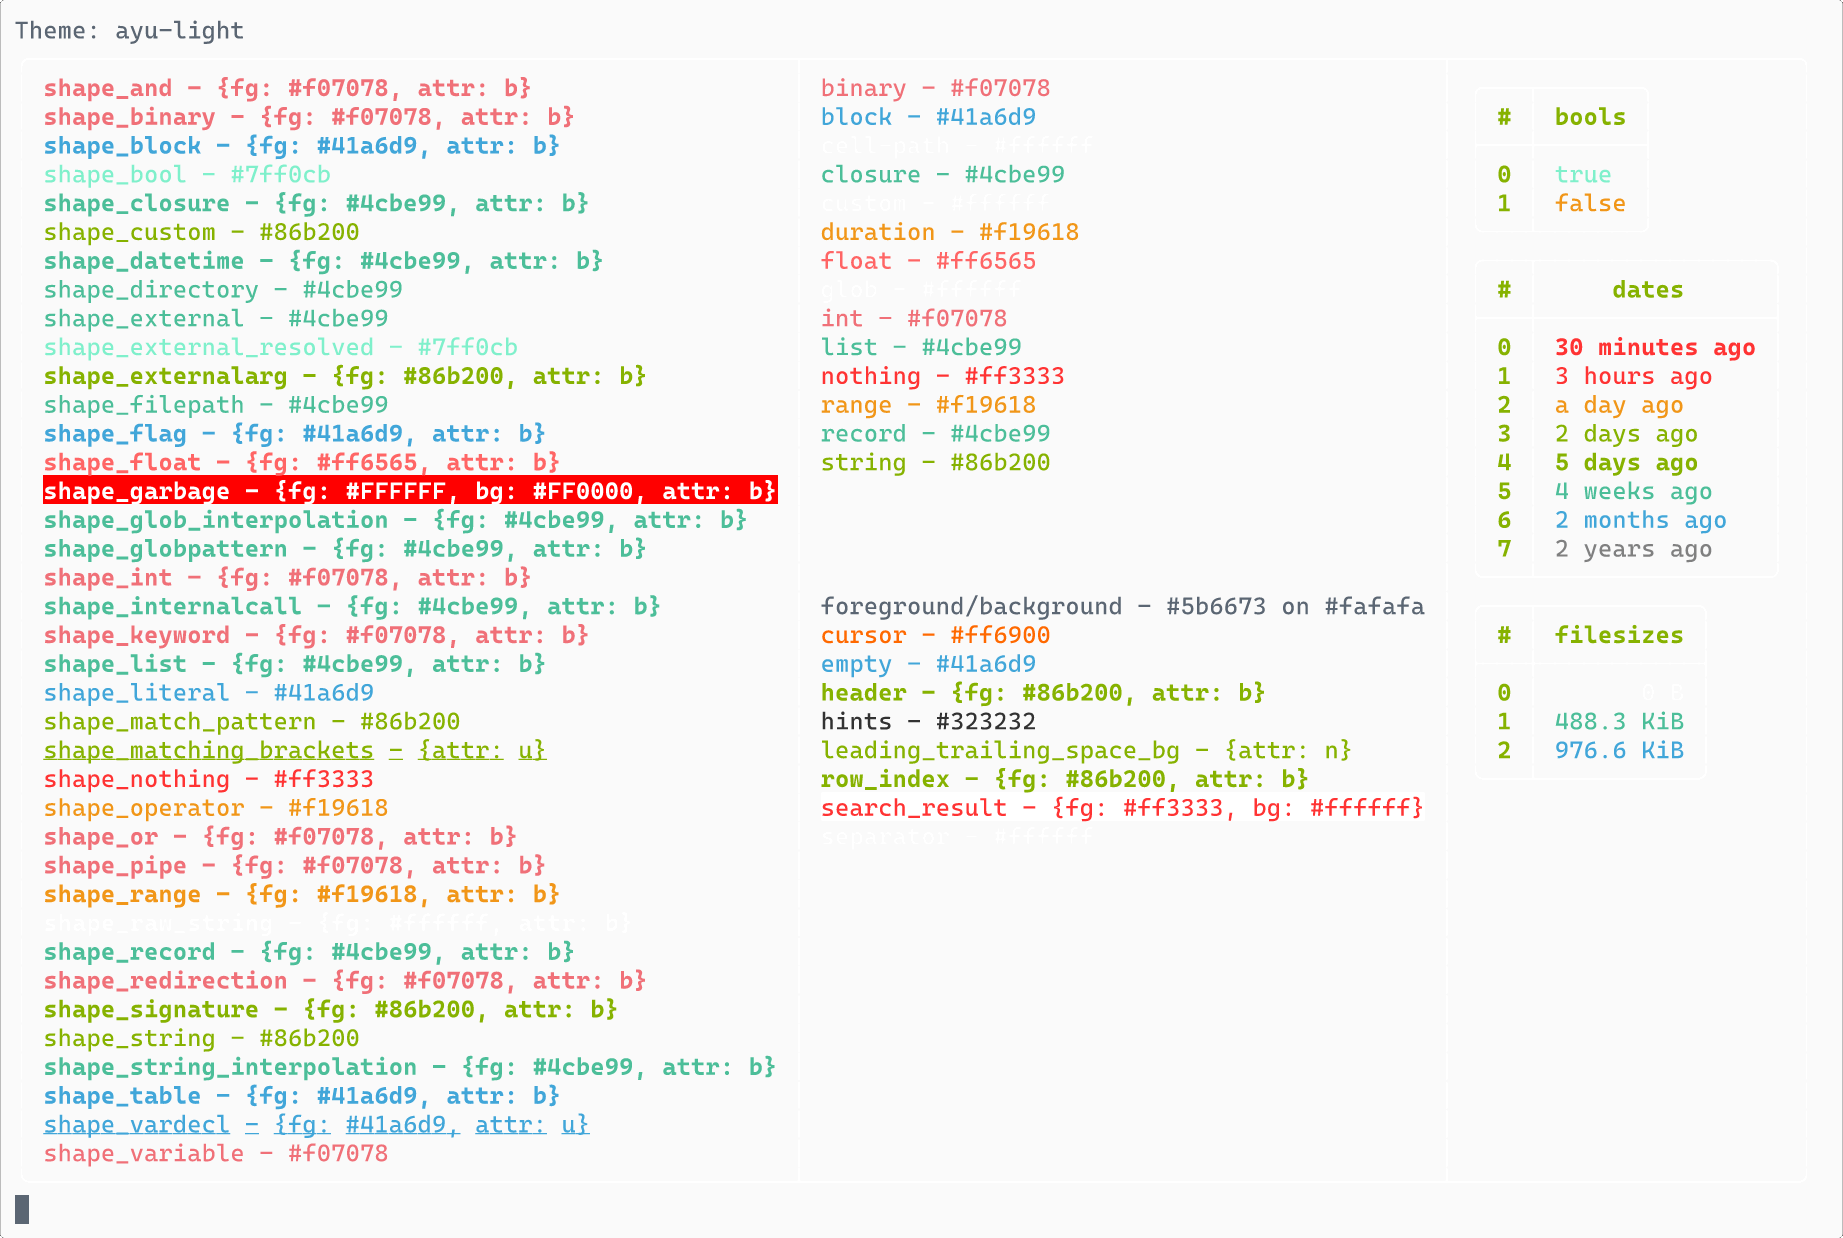 Theme: ayu-light
shape_and - {fg: #f07078, attr: b}
shape_binary - {fg: #f07078, attr: b}
shape_block - {fg: #41a6d9, attr: b}
shape_bool - #7ff0cb
shape_closure - {fg: #4cbe99, attr: b}
shape_custom - #86b200
shape_datetime - {fg: #4cbe99, attr: b}
shape_directory - #4cbe99
shape_external - #4cbe99
shape_external_resolved - #7ff0cb
shape_externalarg - {fg: #86b200, attr: b}
shape_filepath - #4cbe99
shape_flag - {fg: #41a6d9, attr: b}
shape_float - {fg: #ff6565, attr: b}
shape_garbage - {fg: #FFFFFF, bg: #FF0000, attr: b}
shape_glob_interpolation - {fg: #4cbe99, attr: b}
shape_globpattern - {fg: #4cbe99, attr: b}
shape_int - {fg: #f07078, attr: b}
shape_internalcall - {fg: #4cbe99, attr: b}
shape_keyword - {fg: #f07078, attr: b}
shape_list - {fg: #4cbe99, attr: b}
shape_literal - #41a6d9
shape_match_pattern - #86b200
shape_matching_brackets - {attr: u}
shape_nothing - #ff3333
shape_operator - #f19618
shape_or - {fg: #f07078, attr: b}
shape_pipe - {fg: #f07078, attr: b}
shape_range - {fg: #f19618, attr: b}
shape_raw_string - {fg: #ffffff, attr: b}
shape_record - {fg: #4cbe99, attr: b}
shape_redirection - {fg: #f07078, attr: b}
shape_signature - {fg: #86b200, attr: b}
shape_string - #86b200
shape_string_interpolation - {fg: #4cbe99, attr: b}
shape_table - {fg: #41a6d9, attr: b}
shape_vardecl - {fg: #41a6d9, attr: u}
shape_variable - #f07078
binary - #f07078
block - #41a6d9
cell-path - #ffffff
closure - #4cbe99
custom - #ffffff
duration - #f19618
float - #ff6565
glob - #ffffff
int - #f07078
list - #4cbe99
nothing - #ff3333
range - #f19618
record - #4cbe99
string - #86b200
foreground/background - #5b6673 on #fafafa
cursor - #ff6900
empty - #41a6d9
header - {fg: #86b200, attr: b}
hints - #323232
leading_trailing_space_bg - {attr: n}
row_index - {fg: #86b200, attr: b}
search_result - {fg: #ff3333, bg: #ffffff}
separator - #ffffff
# bools
0 true
1 false
# dates
0 30 minutes ago
1 3 hours ago
2 a day ago
3 2 days ago
4 5 days ago
5 4 weeks ago
6 2 months ago
7 2 years ago
# filesizes
0 0 B
1 488.3 KiB
2 976.6 KiB